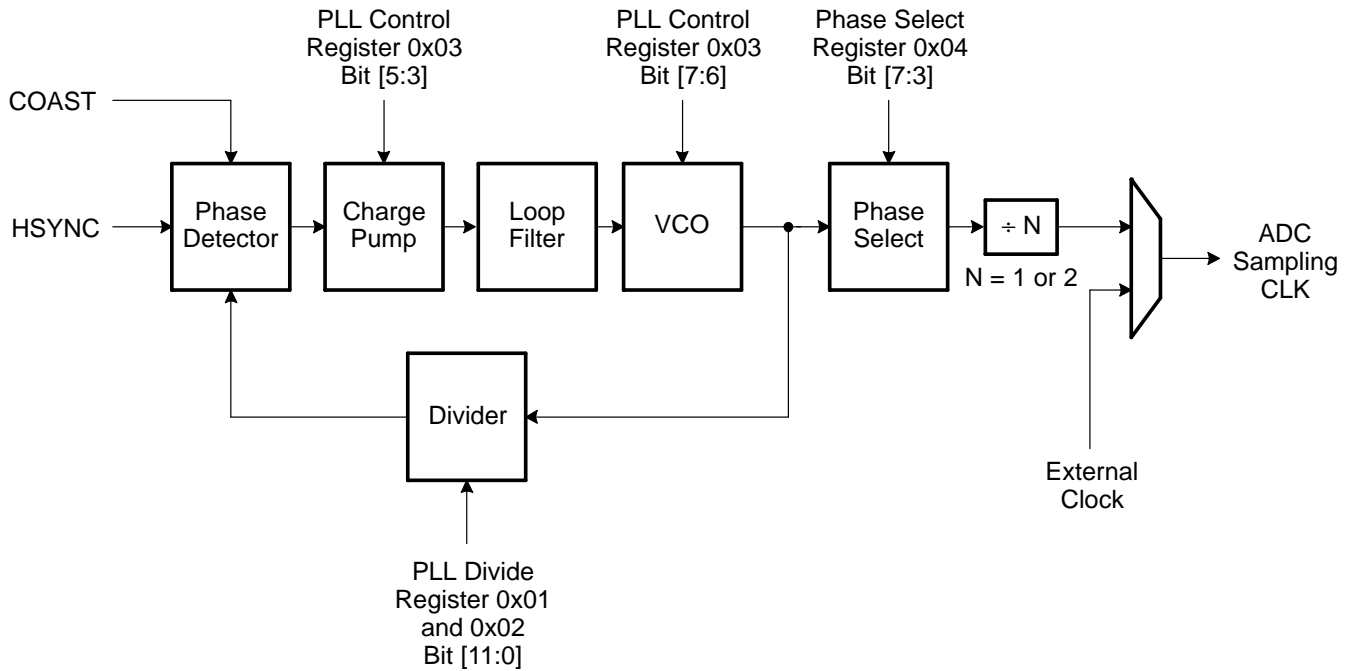 PLL Control
Register 0x03
Bit [5:3]
PLL Control
Register 0x03
Bit [7:6]
Phase Select
Register 0x04
Bit [7:3]
COAST
HSYNC
Phase
Detector
Charge
Pump
Loop
Filter
VCO
Phase
Select
÷ N
N = 1 or 2
ADC
Sampling
CLK
Divider
External
Clock
PLL Divide
Register 0x01
and 0x02
Bit [11:0]